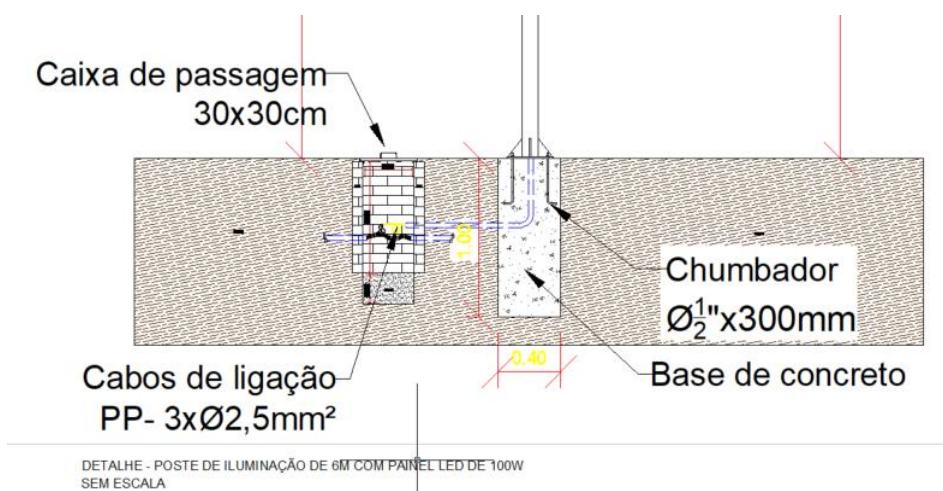 Caixa de passagem
30x30cm
1.00
Chumbador
Ø1/2"x300mm
0.40
Cabos de ligação
PP- 3xØ2,5mm²
Base de concreto
DETALHE - POSTE DE ILUMINAÇÃO DE 6M COM PAINEL LED DE 100W
SEM ESCALA